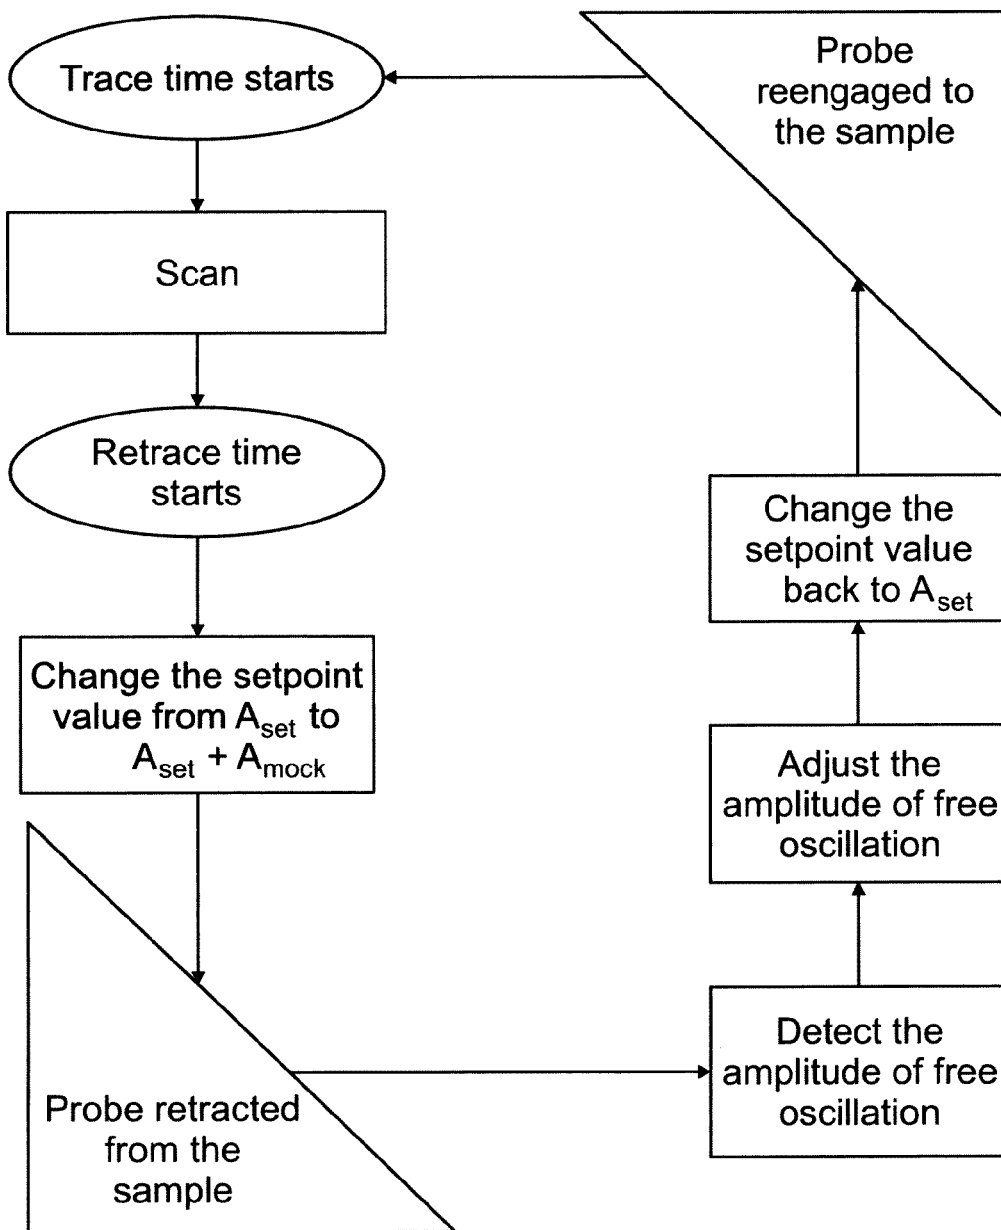 Trace time starts
Scan
Retrace time
starts
Change the setpoint
value from A_set to
A_set + A_mock
Probe retracted
from the
sample
Detect the
amplitude of free
oscillation
Adjust the
amplitude of free
oscillation
Change the
setpoint value
back to A_set
Probe
reengaged to
the sample